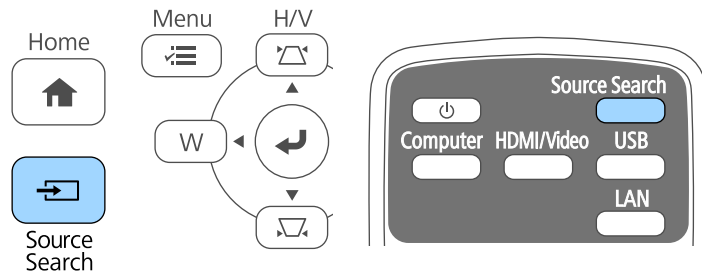 Home
Source
Search
Menu
H/V
W
Source Search
Computer HDMI/Video USB
LAN